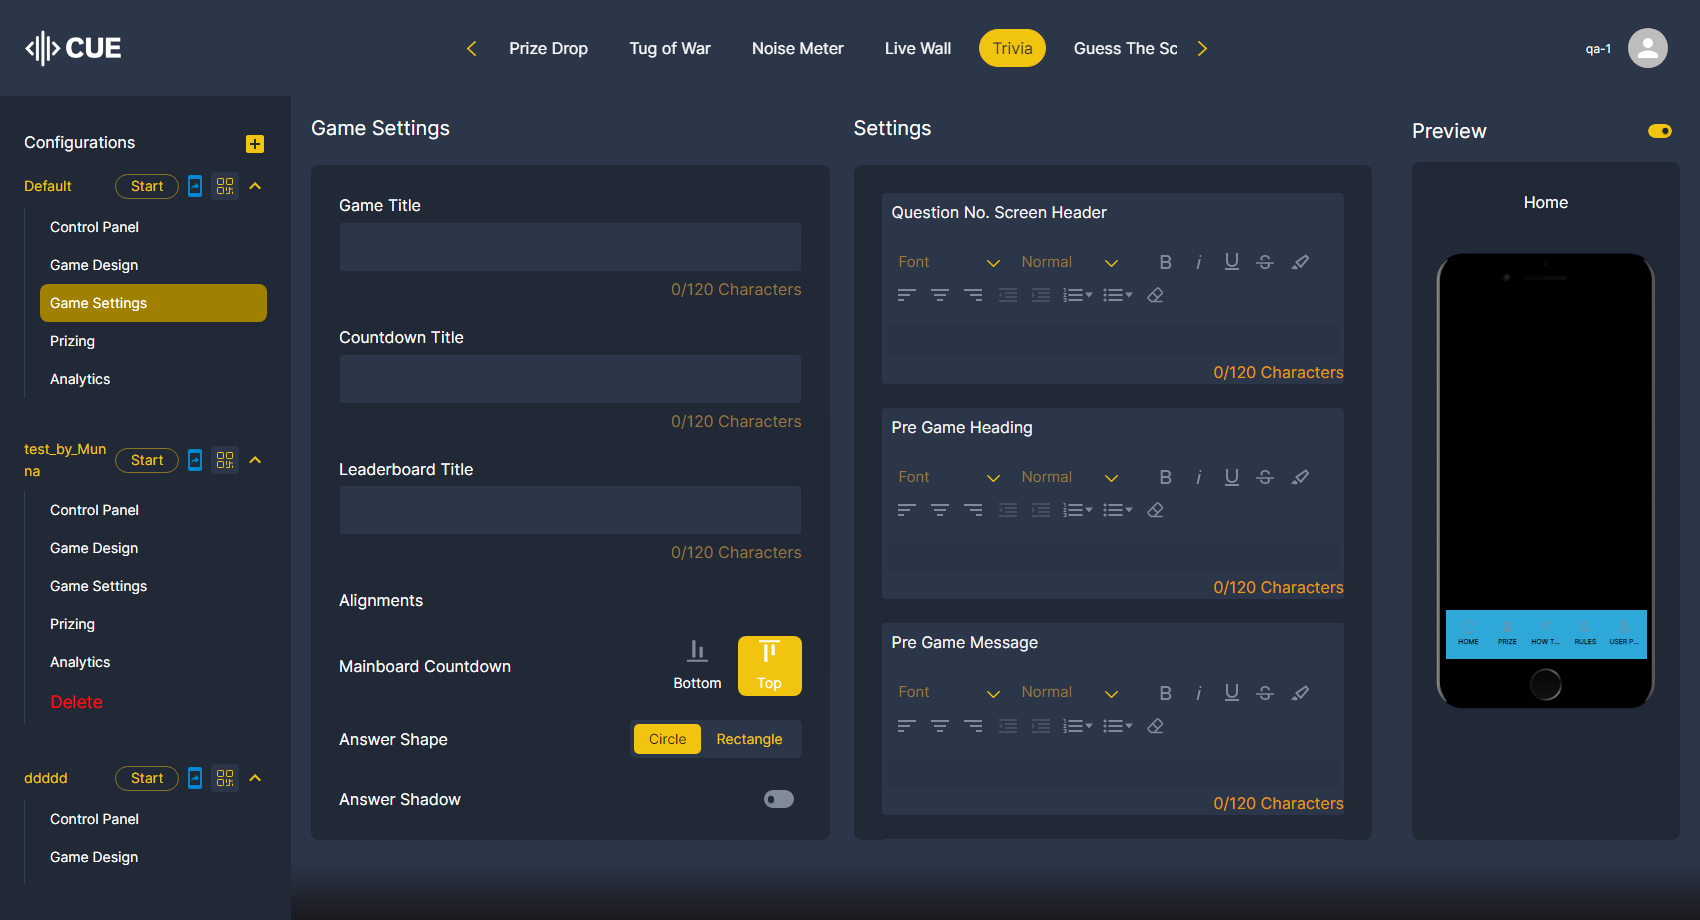 CUE
Prize Drop
Tug of War
Noise Meter
Live Wall
Trivia
Guess The Sc
qa-1
Configurations
Default
Start
Control Panel
Game Design
Game Settings
Prizing
Analytics
test_by_Mun
na
Start
Control Panel
Game Design
Game Settings
Prizing
Analytics
Delete
ddddd
Start
Control Panel
Game Design
Game Settings
Game Title
0/120 Characters
Countdown Title
0/120 Characters
Leaderboard Title
0/120 Characters
Alignments
Mainboard Countdown
Bottom
Top
Answer Shape
Circle
Rectangle
Answer Shadow
Settings
Question No. Screen Header
Font
Normal
0/120 Characters
Pre Game Heading
Font
Normal
0/120 Characters
Pre Game Message
Font
Normal
0/120 Characters
Preview
Home
HOME
PRIZE
HOW T...
RULES
USER P...